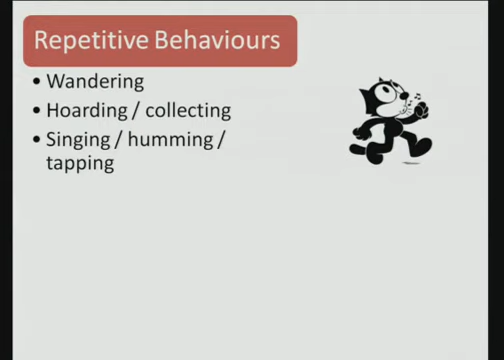 Repetitive Behaviours
• Wandering
• Hoarding / collecting
• Singing / humming /
tapping